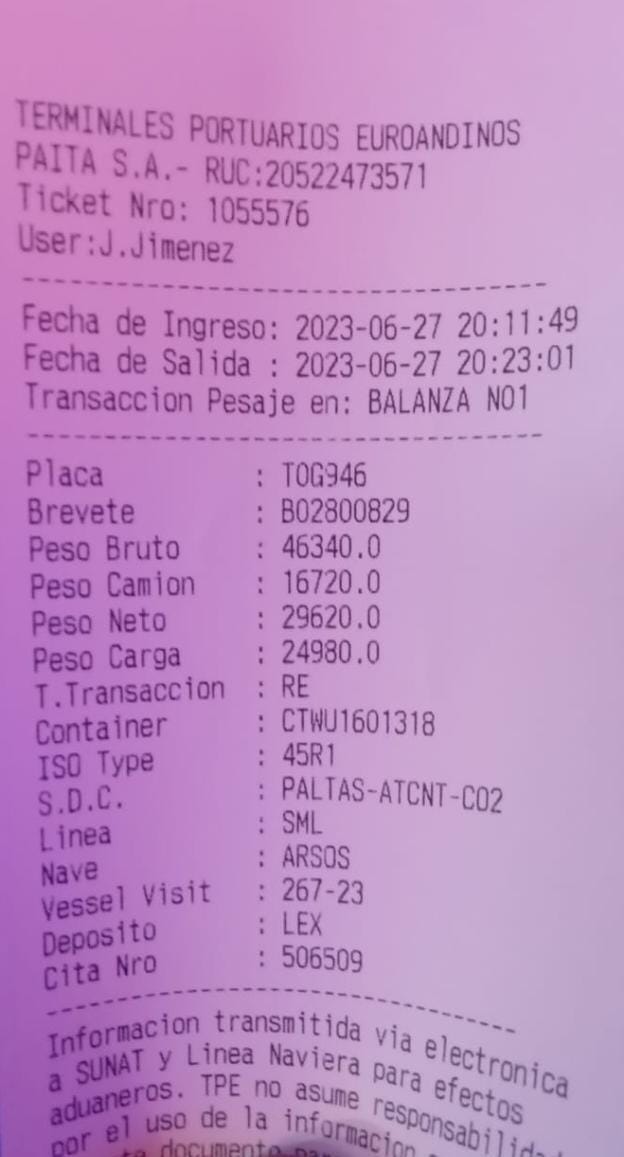 TERMINALES PORTUARIOS EUROANDINOS
PAITA S.A.- RUC:20522473571
Ticket Nro: 1055576
User:J.Jimenez
Fecha de Ingreso: 2023-06-27 20:11:49
Fecha de Salida : 2023-06-27 20:23:01
Transaccion Pesaje en: BALANZA NO1
Placa : T0G946
Brevete : B02800829
Peso Bruto : 46340.0
Peso Camion : 16720.0
Peso Neto : 29620.0
Peso Carga : 24980.0
T.Transaccion : RE
Container : CTWU1601318
ISO Type : 45R1
S.D.C. : PALTAS-ATCNT-CO2
Linea : SML
Nave : ARSOS
Vessel Visit : 267-23
Deposito : LEX
Cita Nro : 506509
Informacion transmitida via electronica
a SUNAT y Linea Naviera para efectos
aduaneros. TPE no asume
por el uso de la informacion
documento